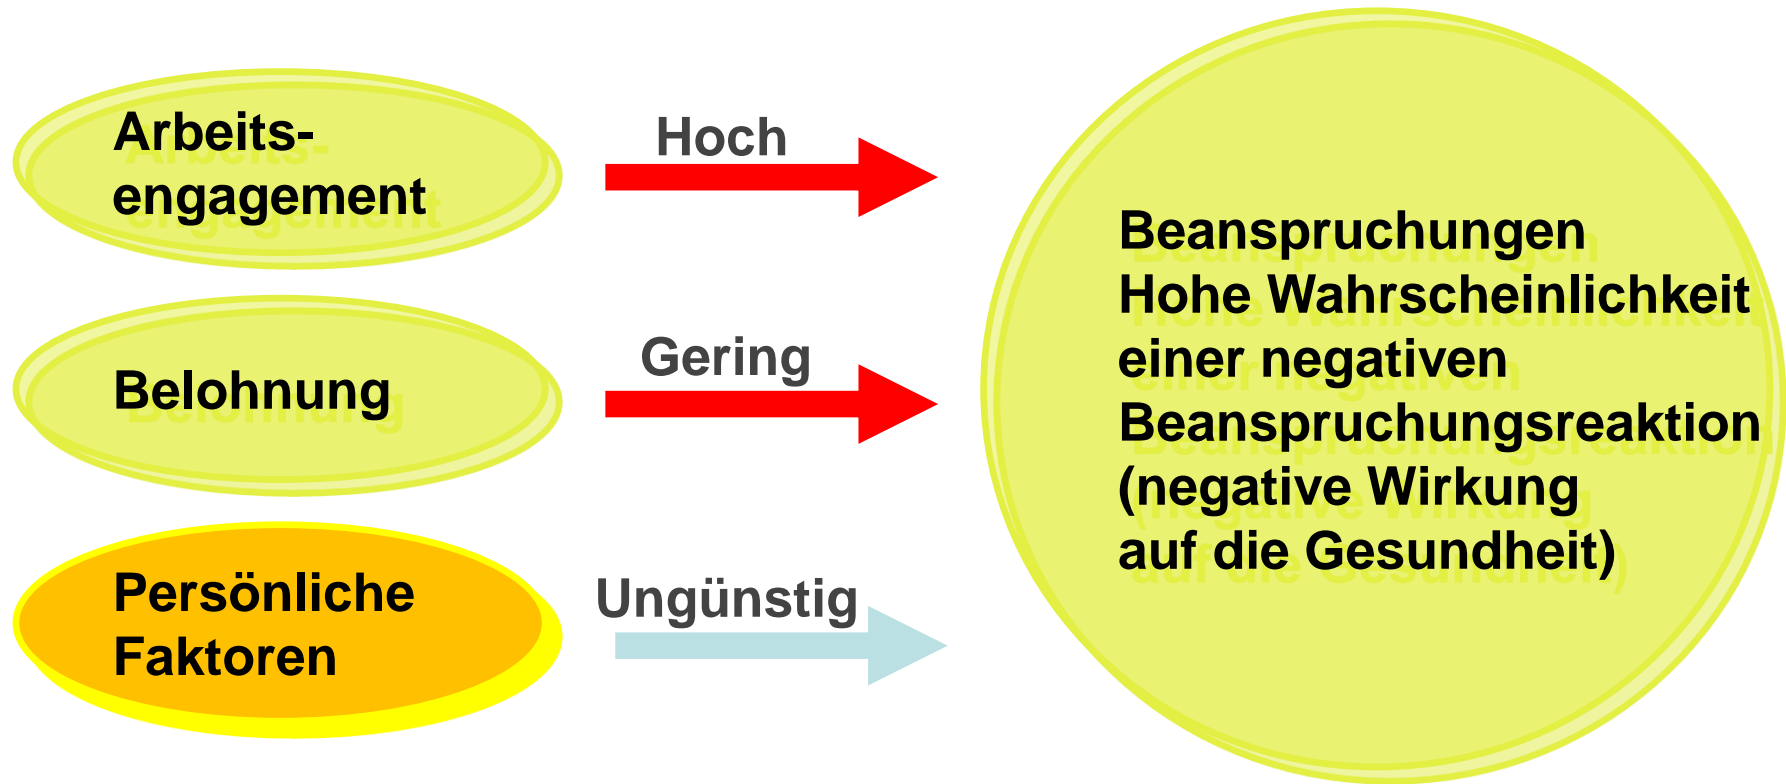 Arbeits-
engagement
Hoch
Belohnung
Gering
Persönliche
Faktoren
Ungünstig
Beanspruchungen
Hohe Wahrscheinlichkeit
einer negativen
Beanspruchungsreaktion
(negative Wirkung
auf die Gesundheit)